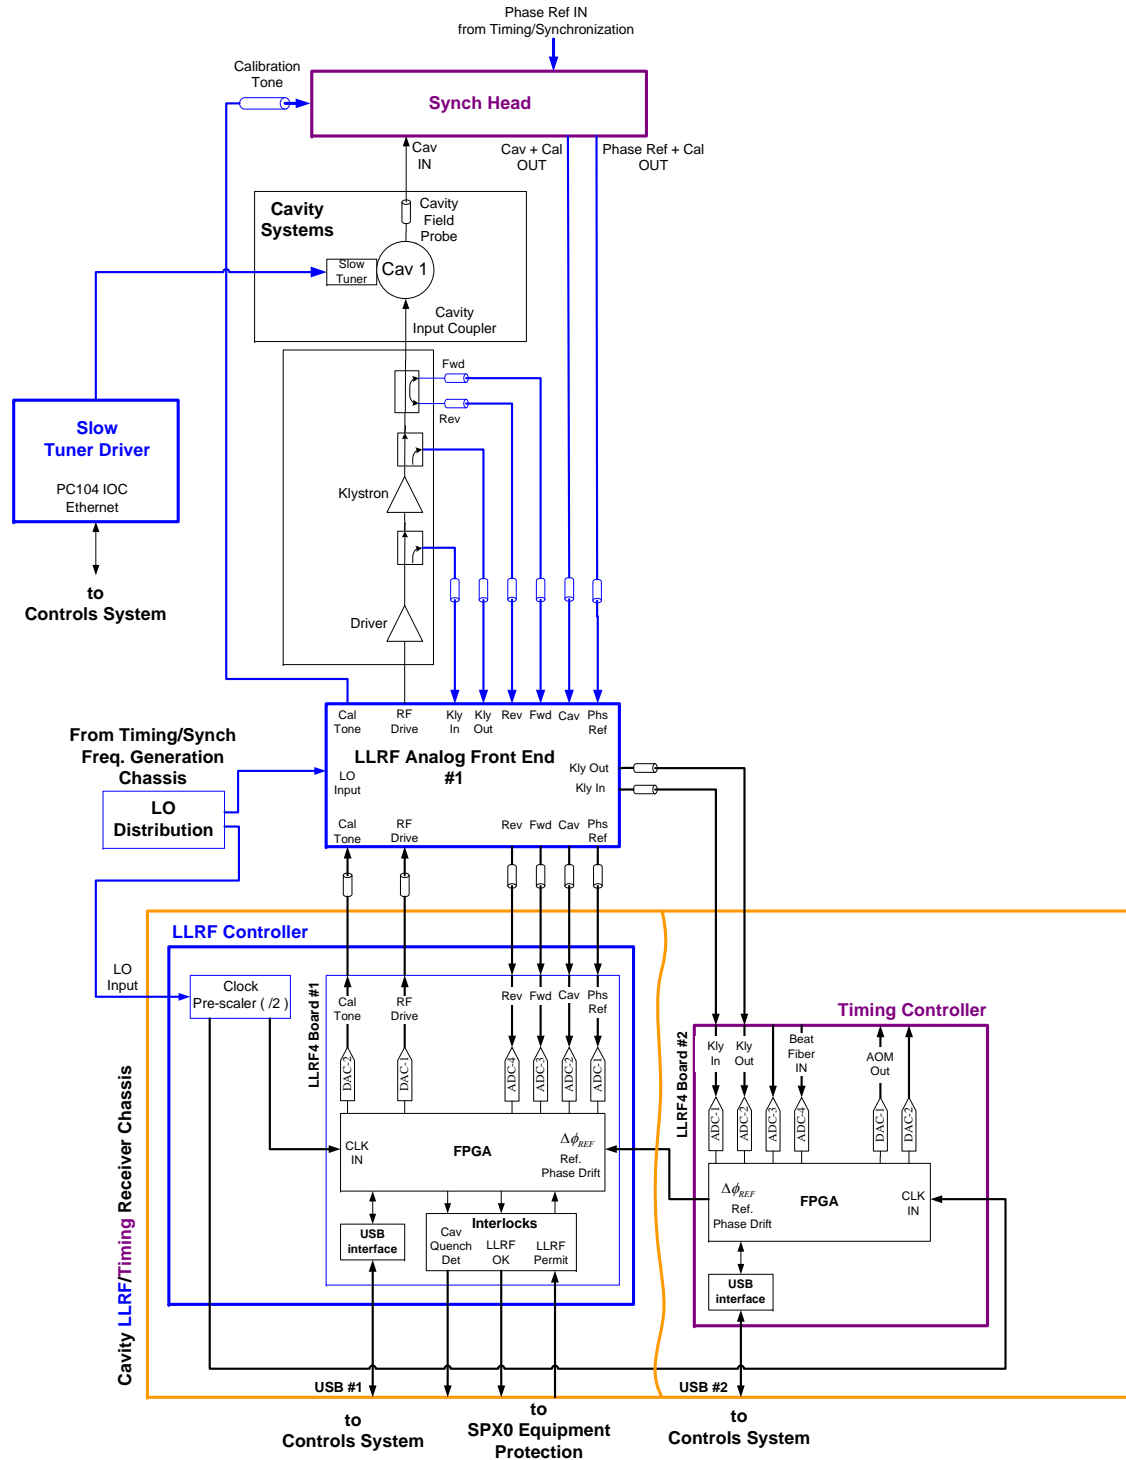 Phase Ref IN
from Timing/Synchronization
Calibration
Tone
Synch Head
Cav
IN
Cav + Cal
OUT
Phase Ref + Cal
OUT
Cavity
Systems
Cavity
Field
Probe
Slow
Tuner
Cav 1
Cavity
Input Coupler
Fwd
Rev
Slow
Tuner Driver
PC104 IOC
Ethernet
Klystron
to
Controls System
Driver
Cal
Tone
RF
Drive
Kly
In
Kly
Out
Rev
Fwd
Cav
Phs
Ref
From Timing/Synch
Freq. Generation
Chassis
LLRF Analog Front End
#1
LO
Input
Kly Out
Kly In
LO
Distribution
Cal
Tone
RF
Drive
Rev
Fwd
Cav
Phs
Ref
LLRF Controller
LO
Input
Clock
Pre-scaler ( /2 )
LLRF4 Board #1
Cal
Tone
RF
Drive
Rev
Fwd
Cav
Phs
Ref
DAC-2
DAC-1
ADC-4
ADC-3
ADC-2
ADC-1
CLK
IN
FPGA
Δϕ_REF
Ref.
Phase Drift
USB
interface
Interlocks
Cav
Quench
Det
LLRF
OK
LLRF
Permit
Timing Controller
LLRF4 Board #2
Kly
In
Kly
Out
Beat
Fiber
IN
AOM
Out
ADC-1
ADC-2
ADC-3
ADC-4
DAC-1
DAC-2
Δϕ_REF
Ref.
Phase Drift
FPGA
CLK
IN
USB
interface
Cavity LLRF/Timing Receiver Chassis
USB #1
USB #2
to
Controls System
to
SPX0 Equipment
Protection
to
Controls System